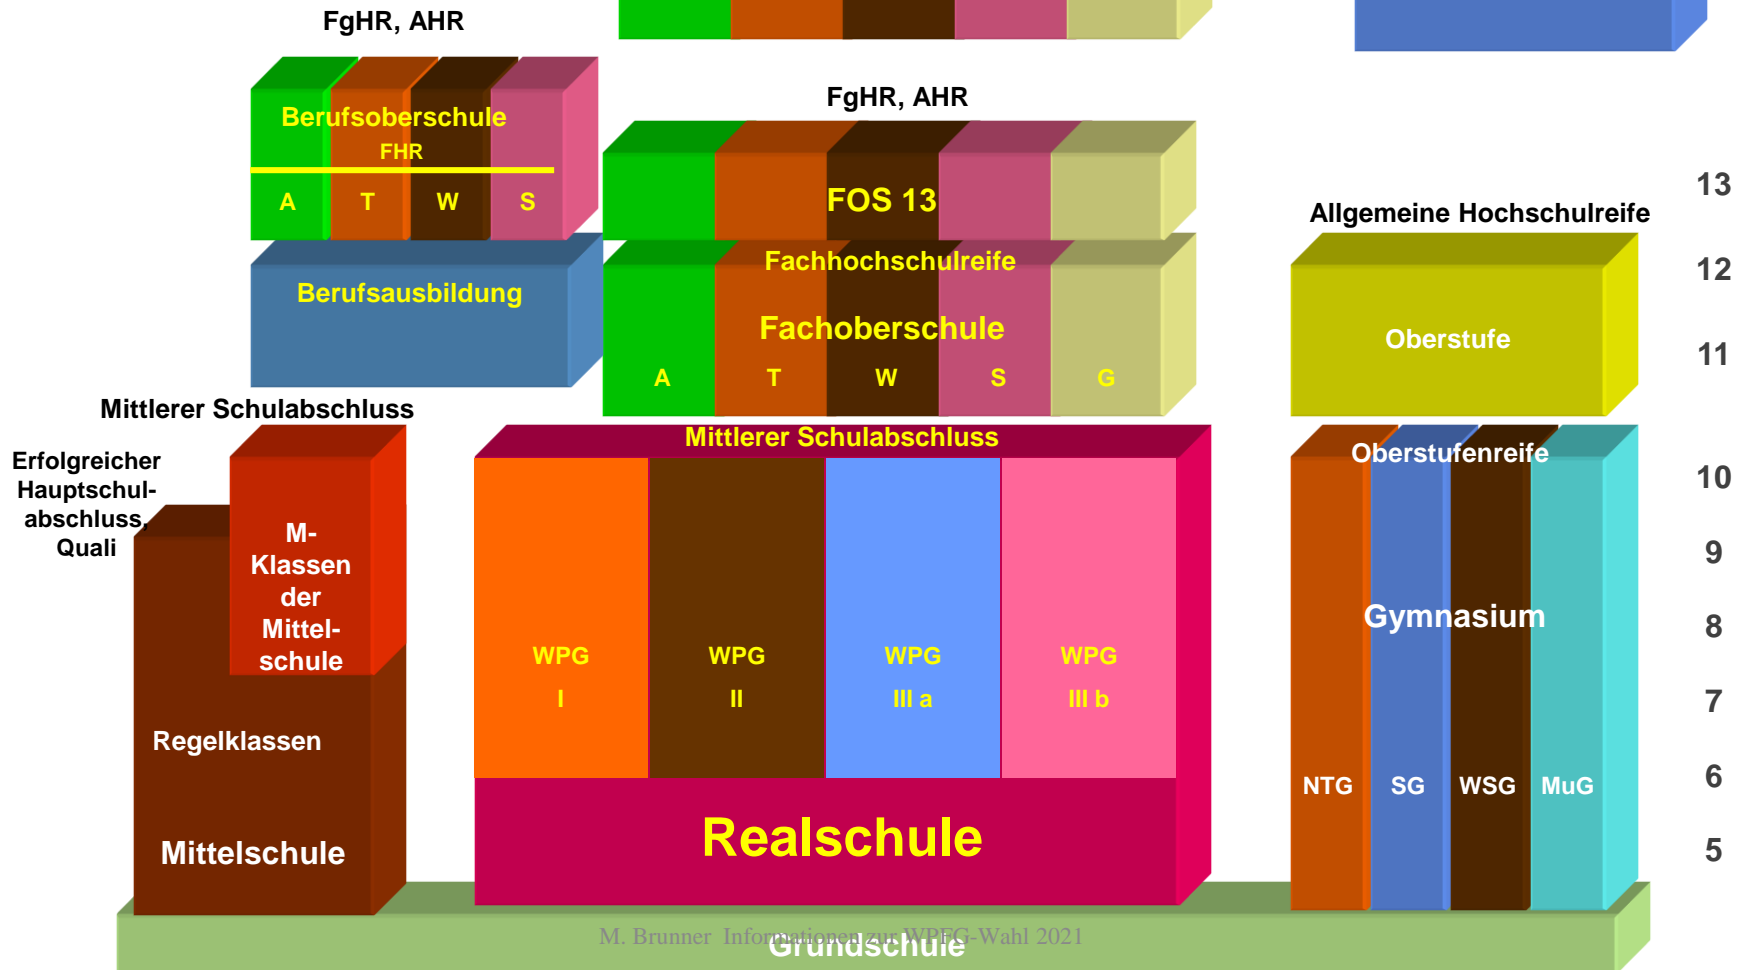 FgHR, AHR
Berufsoberschule
FHR
A T W S
Berufsausbildung
FgHR, AHR
FOS 13
Fachhochschulreife
Fachoberschule
A T W S G
Allgemeine Hochschulreife
Oberstufe
13
12
11
10
9
8
7
6
5
Mittlerer Schulabschluss
Erfolgreicher
Hauptschul-
abschluss,
Quali
M-
Klassen
der
Mittel-
schule
Regelklassen
Mittelschule
Mittlerer Schulabschluss
WPG
I
WPG
II
WPG
III a
WPG
III b
Realschule
Oberstufenreife
Gymnasium
NTG SG WSG MuG
M. Brunner Informationen zur WPFG-Wahl 2021
Grundschule